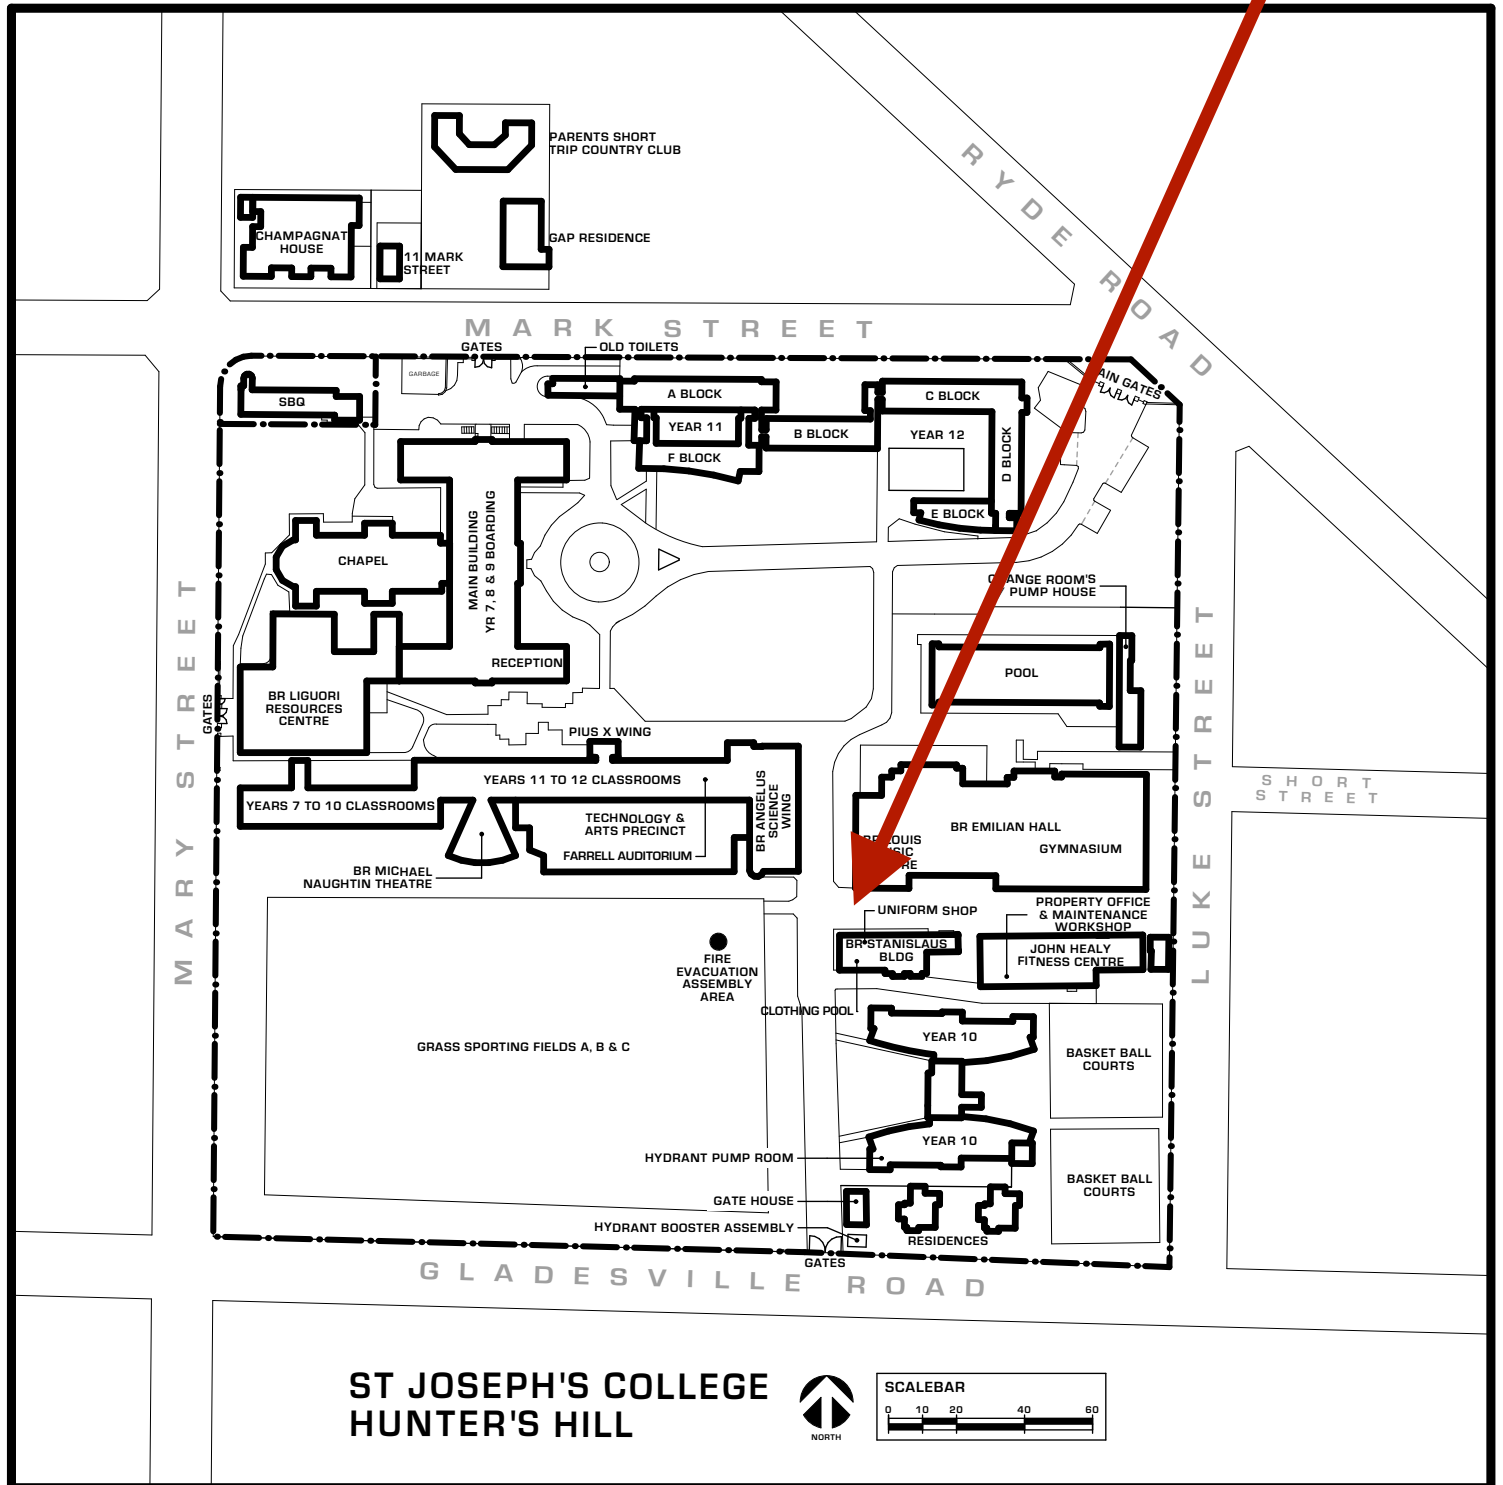 PARENTS SHORT
TRIP COUNTRY CLUB
CHAMPAGNAT
HOUSE
11 MARK
STREET
GAP RESIDENCE
RYDE ROAD
MARK STREET
GATES
OLD TOILETS
GARBAGE
SBQ
A BLOCK
YEAR 11
F BLOCK
B BLOCK
C BLOCK
YEAR 12
D BLOCK
E BLOCK
GATES
MAIN BUILDING
YR 7, 8 & 9 BOARDING
CHAPEL
RECEPTION
BR LIGUORI
RESOURCES
CENTRE
GATES
MARY STREET
ROOM'S
PUMP HOUSE
POOL
LUKE STREET
SHORT
STREET
PIUS X WING
YEARS 11 TO 12 CLASSROOMS
YEARS 7 TO 10 CLASSROOMS
TECHNOLOGY &
ARTS PRECINCT
FARRELL AUDITORIUM
BR ANGELUS
SCIENCE
WING
BR MICHAEL
NAUGHTIN THEATRE
BR EMILIAN HALL
GYMNASIUM
UNIFORM SHOP
BR STANISLAUS
BLDG
CLOTHING POOL
PROPERTY OFFICE
& MAINTENANCE
WORKSHOP
JOHN HEALY
FITNESS CENTRE
FIRE
EVACUATION
ASSEMBLY
AREA
GRASS SPORTING FIELDS A, B & C
YEAR 10
BASKET BALL
COURTS
YEAR 10
HYDRANT PUMP ROOM
BASKET BALL
COURTS
GATE HOUSE
HYDRANT BOOSTER ASSEMBLY
RESIDENCES
GATES
GLADESVILLE ROAD
ST JOSEPH'S COLLEGE
HUNTER'S HILL
NORTH
SCALEBAR
0 10 20 40 60